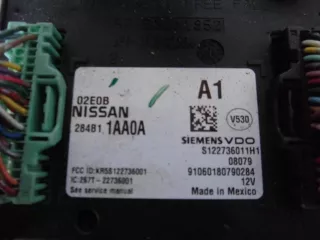 02E0B
NISSAN
284B1 1AA0A
A1
V530
SIEMENS VDO
S122736011H1
08079
91060180790284
12V
FCC ID:KR5S122736001
IC:267T-22736001
See service manual
Made in Mexico